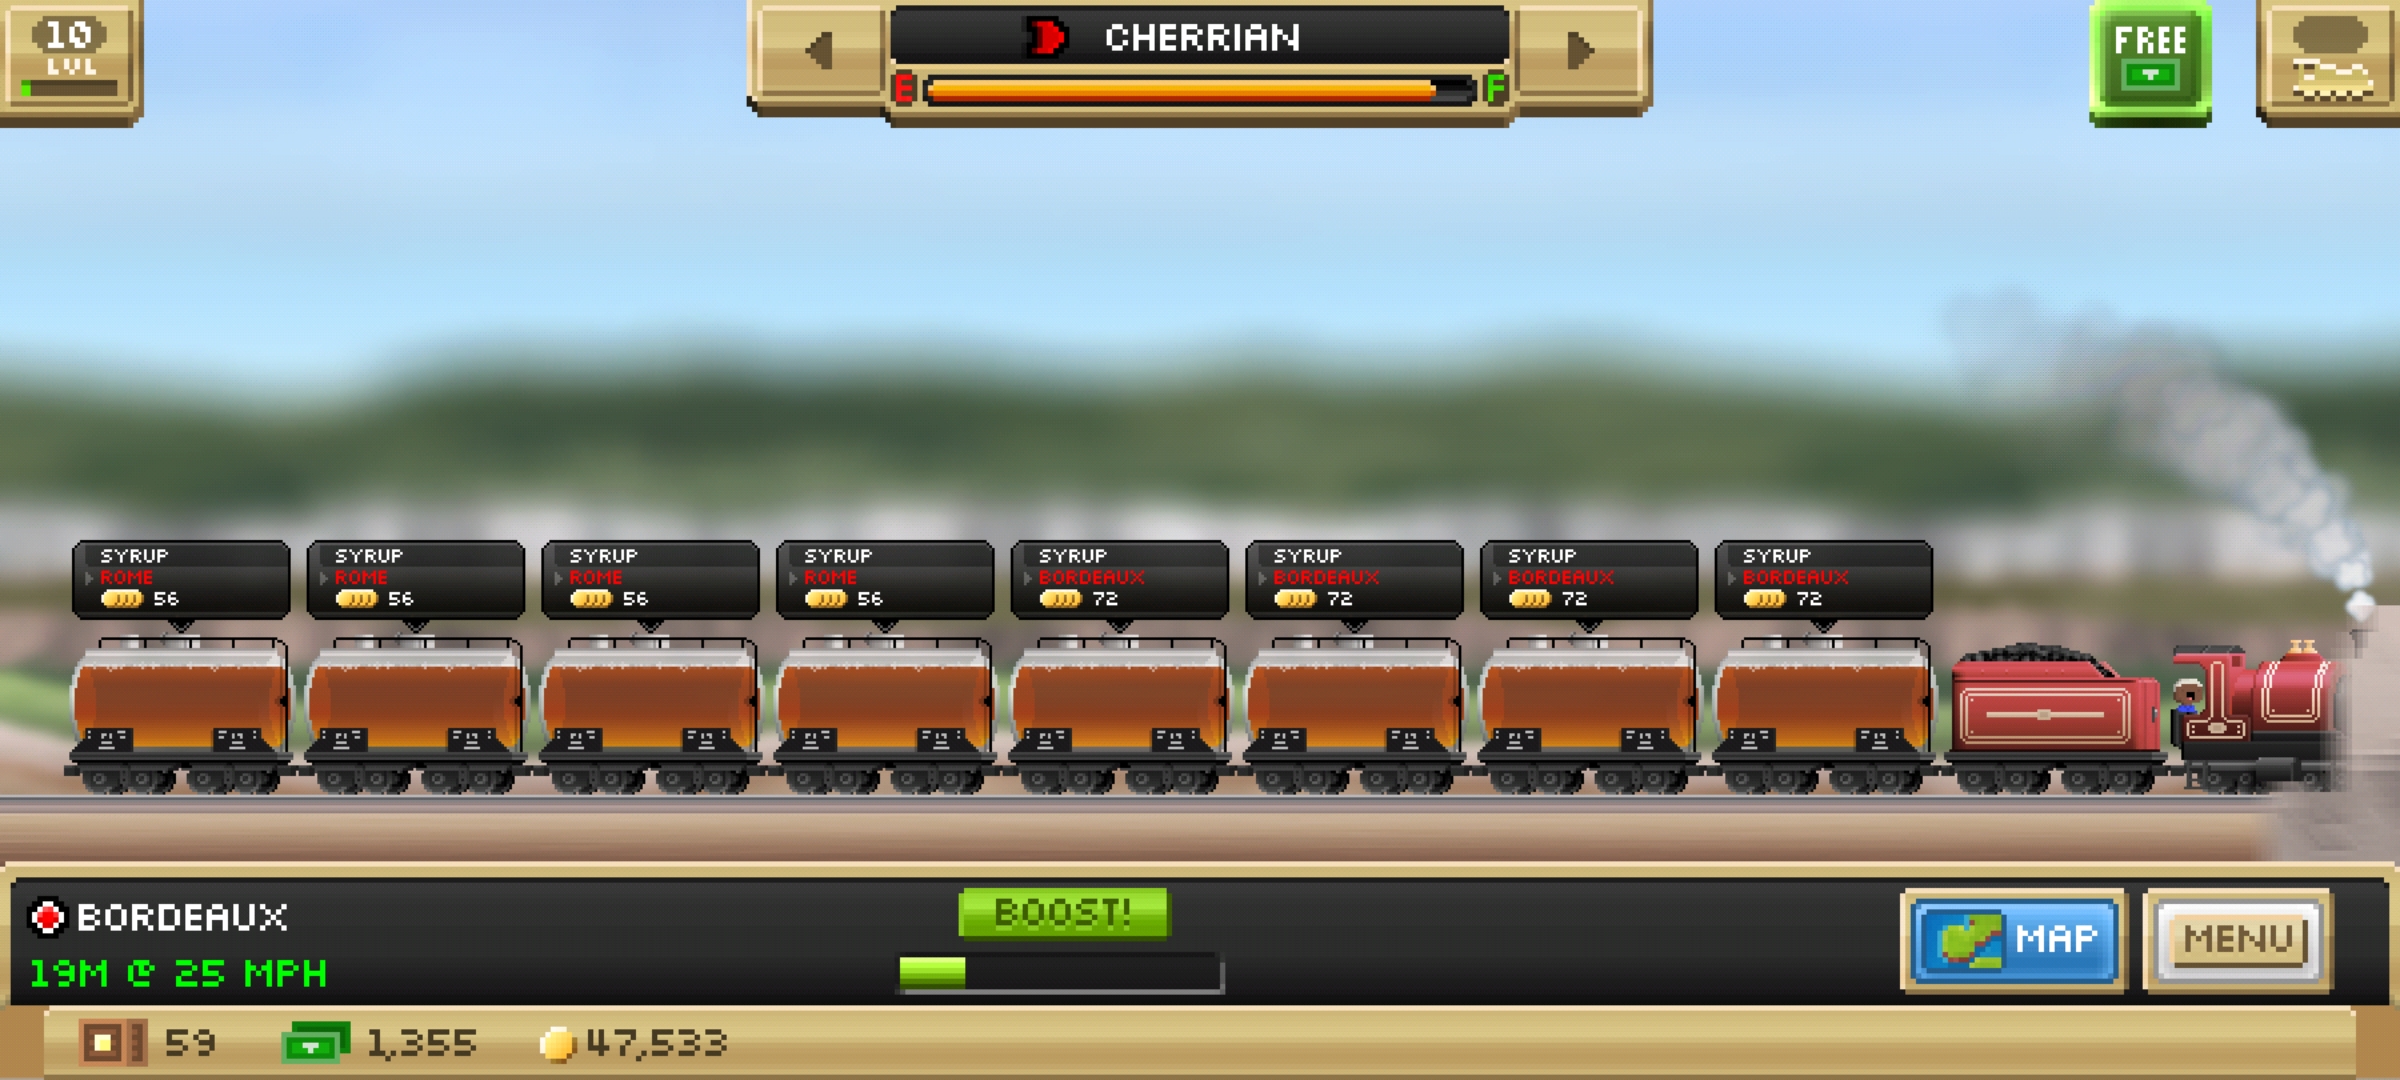 10
LVL
CHERRIAN
E F
FREE
SYRUP
ROME
56
SYRUP
ROME
56
SYRUP
ROME
56
SYRUP
ROME
56
SYRUP
BORDEAUX
72
SYRUP
BORDEAUX
72
SYRUP
BORDEAUX
72
SYRUP
BORDEAUX
72
BORDEAUX
19M @ 25 MPH
BOOST!
MAP
MENU
59
1,355
47,533